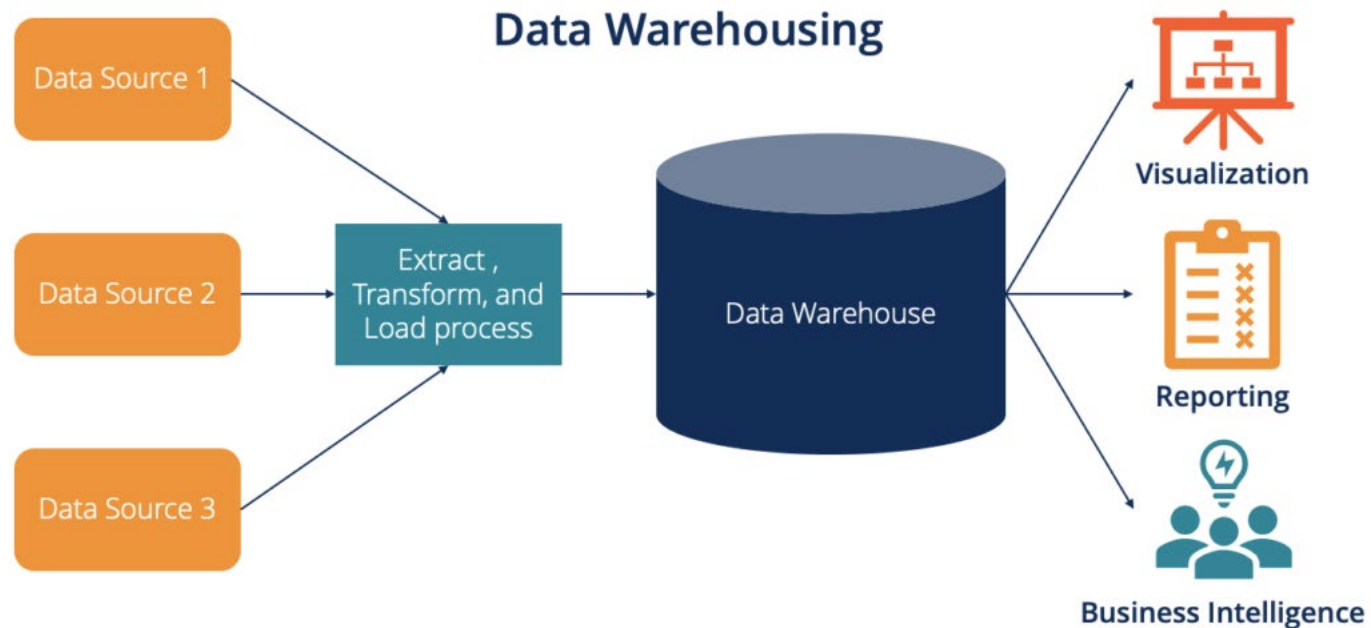 Data Warehousing
Data Source 1
Data Source 2
Data Source 3
Extract ,
Transform, and
Load process
Data Warehouse
Visualization
Reporting
Business Intelligence